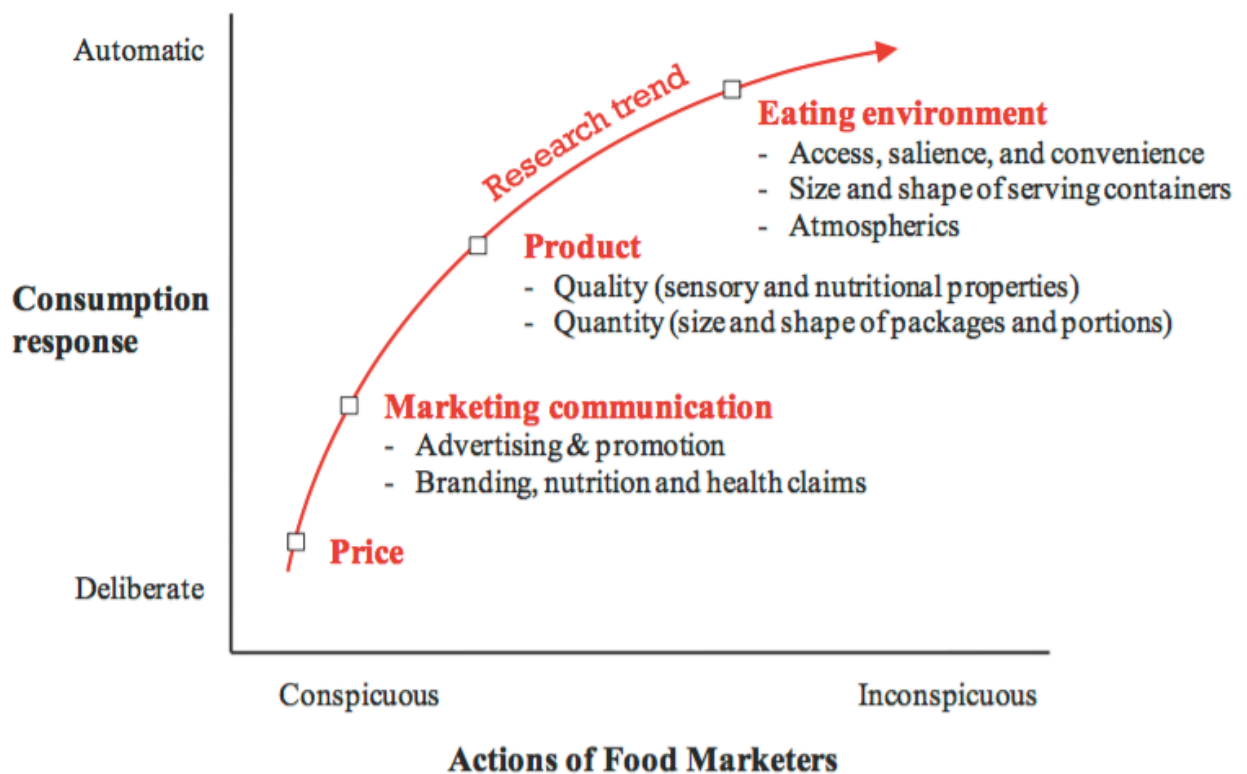 Automatic
Research trend
Eating environment
- Access, salience, and convenience
- Size and shape of serving containers
- Atmospherics
Product
- Quality (sensory and nutritional properties)
- Quantity (size and shape of packages and portions)
Consumption
response
Marketing communication
- Advertising & promotion
- Branding, nutrition and health claims
Price
Deliberate
Conspicuous
Inconspicuous
Actions of Food Marketers